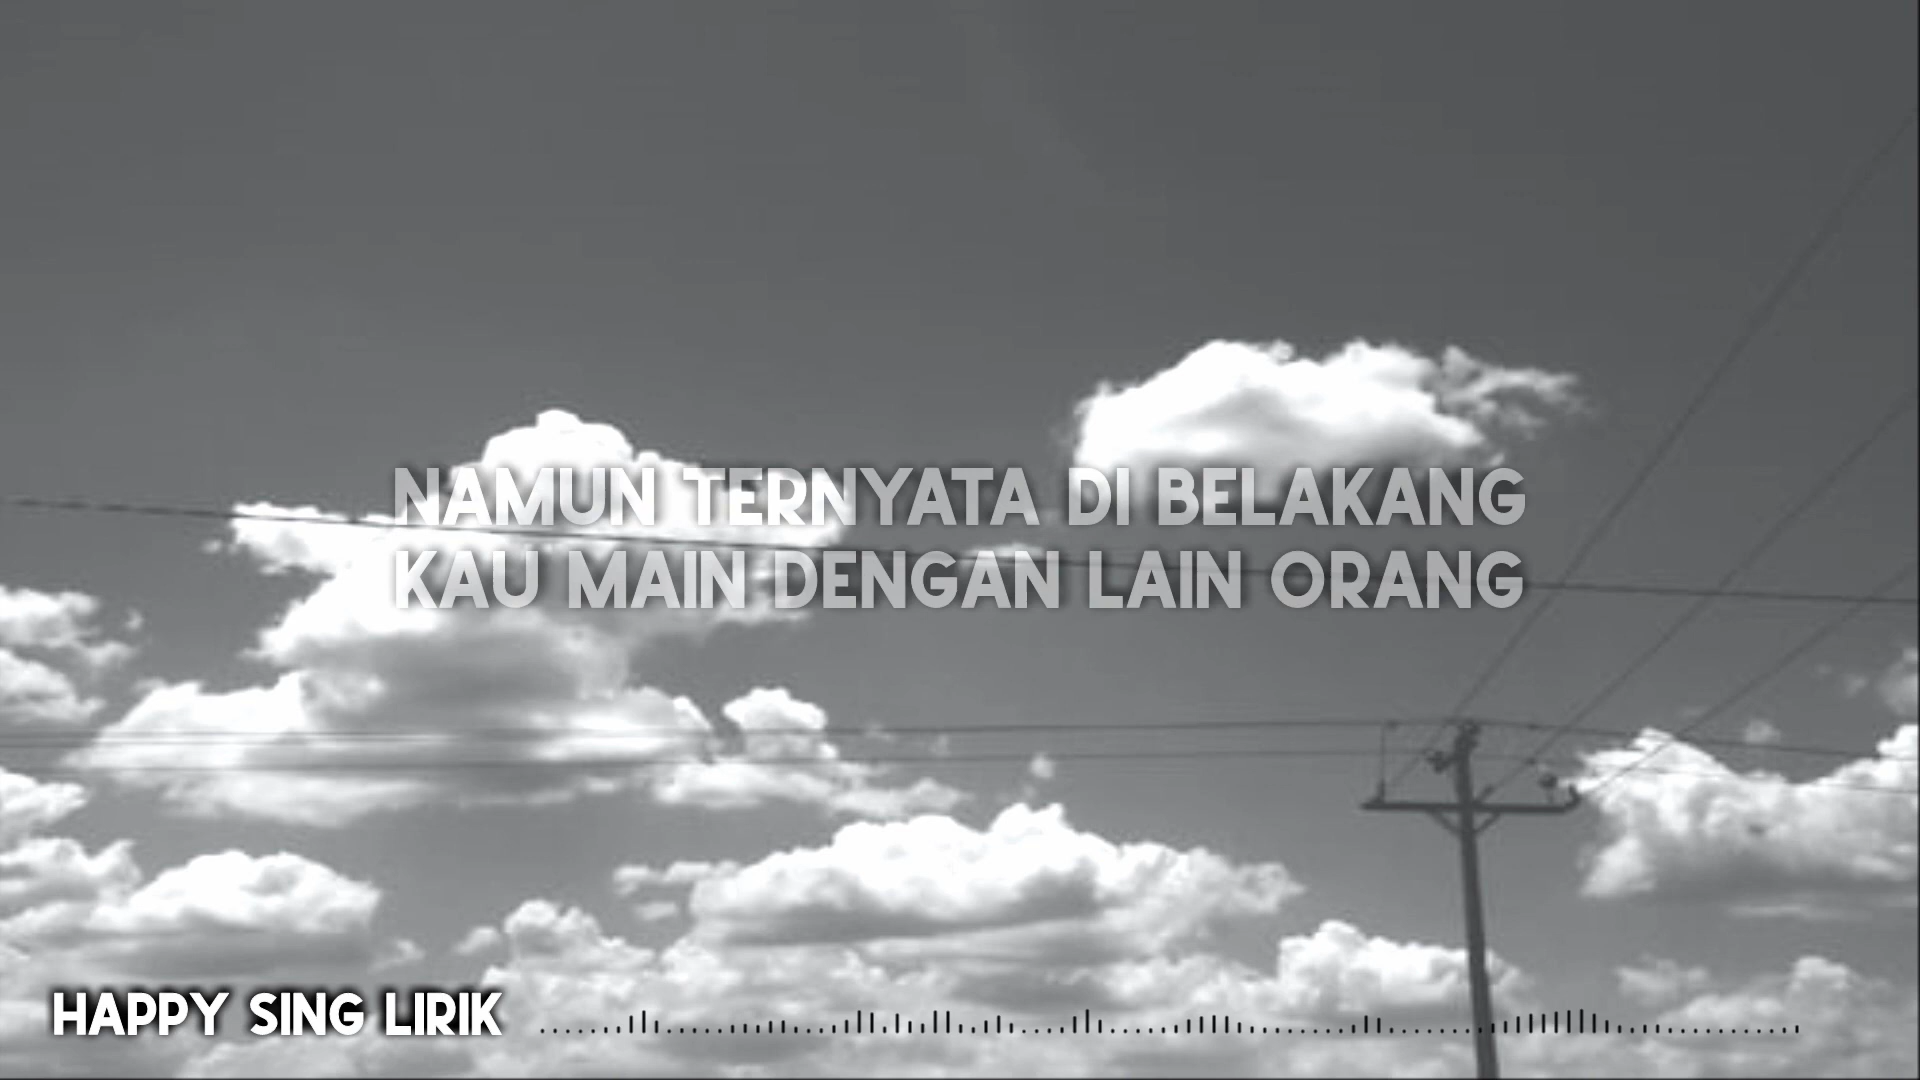 NAMUN TERNYATA DI BELAKANG
KAU MAIN DENGAN LAIN ORANG
HAPPY SING LIRIK